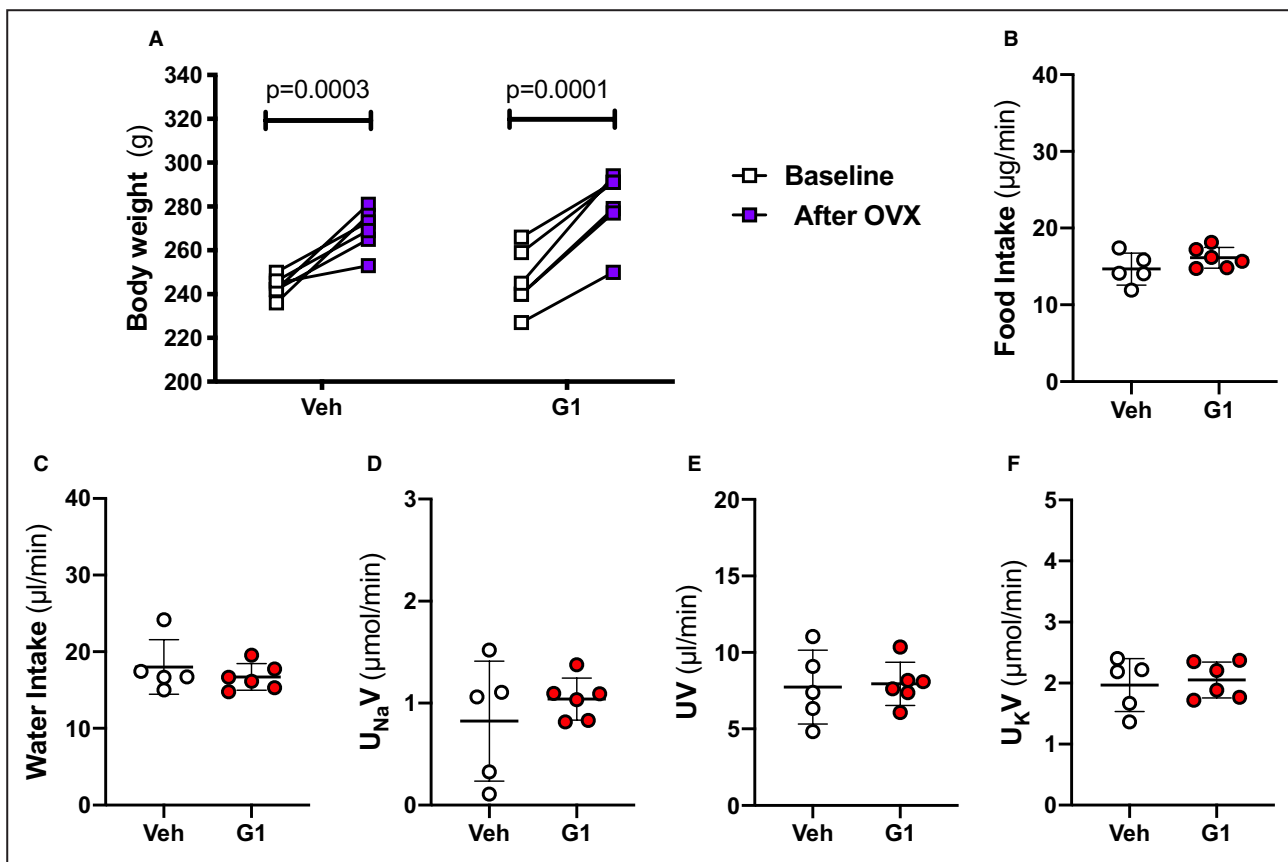 A
Body weight (g)
340
320
300
280
260
240
220
200
p=0.0003
p=0.0001
Veh
G1
Baseline
After OVX
B
Food Intake (µg/min)
40
30
20
10
0
Veh
G1
C
Water Intake (µl/min)
40
30
20
10
0
Veh
G1
D
UNaV (µmol/min)
3
2
1
0
Veh
G1
E
UV (µl/min)
20
15
10
5
0
Veh
G1
F
UKV (µmol/min)
5
4
3
2
1
0
Veh
G1